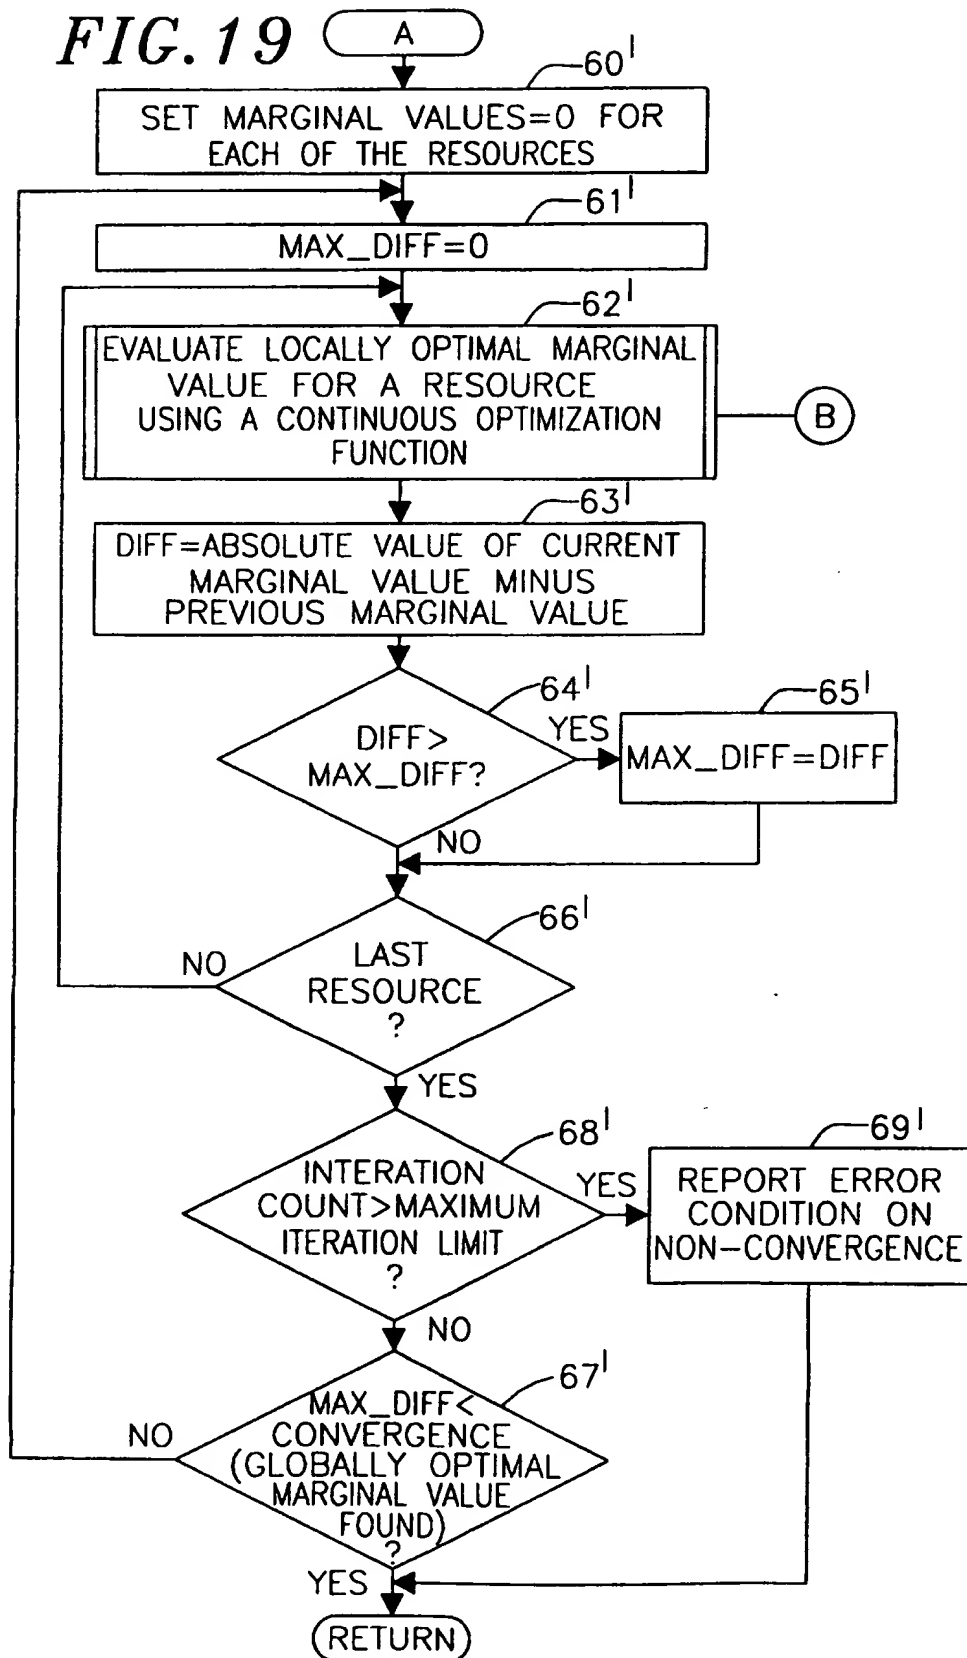 FIG. 19
A
60'
SET MARGINAL VALUES=0 FOR
EACH OF THE RESOURCES
61'
MAX_DIFF=0
62'
EVALUATE LOCALLY OPTIMAL MARGINAL
VALUE FOR A RESOURCE
USING A CONTINUOUS OPTIMIZATION
FUNCTION
B
63'
DIFF=ABSOLUTE VALUE OF CURRENT
MARGINAL VALUE MINUS
PREVIOUS MARGINAL VALUE
64'
DIFF>
MAX_DIFF?
YES
65'
MAX_DIFF=DIFF
NO
66'
LAST
RESOURCE
?
NO
YES
68'
INTERATION
COUNT>MAXIMUM
ITERATION LIMIT
?
YES
69'
REPORT ERROR
CONDITION ON
NON-CONVERGENCE
NO
67'
MAX_DIFF<
CONVERGENCE
(GLOBALLY OPTIMAL
MARGINAL VALUE
FOUND)
?
NO
YES
RETURN